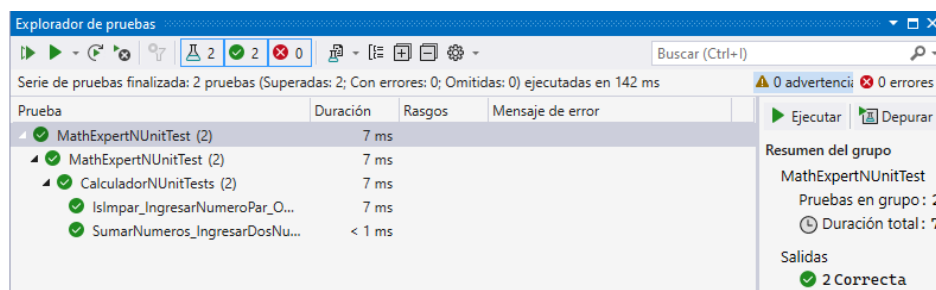 Explorador de pruebas
2 2 0 Buscar (Ctrl+I)
Serie de pruebas finalizada: 2 pruebas (Superadas: 2; Con errores: 0; Omitidas: 0) ejecutadas en 142 ms 0 advertencia 0 errores
Prueba Duración Rasgos Mensaje de error
Ejecutar Depurar
MathExpertNUnitTest (2) 7 ms
Resumen del grupo
MathExpertNUnitTest (2) 7 ms
MathExpertNUnitTest
CalculadorNUnitTests (2) 7 ms
Pruebas en grupo: 2
IsImpar_IngresarNumeroPar_O... 7 ms
Duración total: 7
SumarNumeros_IngresarDosNu... < 1 ms
Salidas
2 Correcta